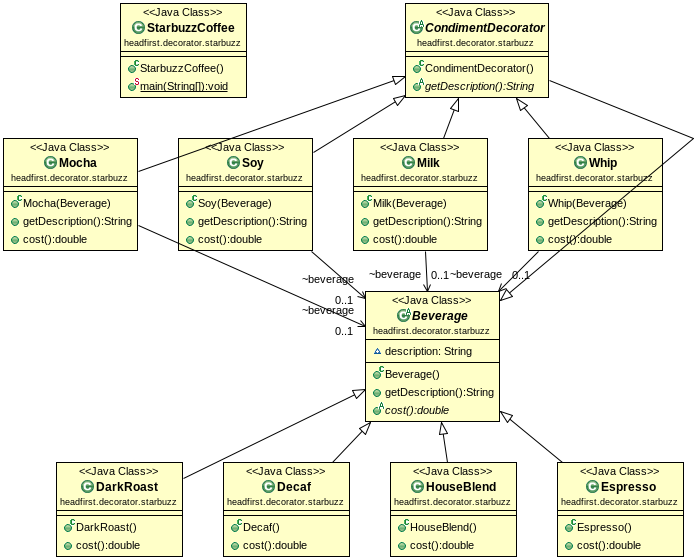 <<Java Class>>
StarbuzzCoffee
headfirst.decorator.starbuzz
StarbuzzCoffee()
main(String[]):void
<<Java Class>>
CondimentDecorator
headfirst.decorator.starbuzz
CondimentDecorator()
getDescription():String
<<Java Class>>
Mocha
headfirst.decorator.starbuzz
Mocha(Beverage)
getDescription():String
cost():double
<<Java Class>>
Soy
headfirst.decorator.starbuzz
Soy(Beverage)
getDescription():String
cost():double
<<Java Class>>
Milk
headfirst.decorator.starbuzz
Milk(Beverage)
getDescription():String
cost():double
<<Java Class>>
Whip
headfirst.decorator.starbuzz
Whip(Beverage)
getDescription():String
cost():double
~beverage
0..1
~beverage
0..1
~beverage
0..1
~beverage
0..1
<<Java Class>>
Beverage
headfirst.decorator.starbuzz
description: String
Beverage()
getDescription():String
cost():double
<<Java Class>>
DarkRoast
headfirst.decorator.starbuzz
DarkRoast()
cost():double
<<Java Class>>
Decaf
headfirst.decorator.starbuzz
Decaf()
cost():double
<<Java Class>>
HouseBlend
headfirst.decorator.starbuzz
HouseBlend()
cost():double
<<Java Class>>
Espresso
headfirst.decorator.starbuzz
Espresso()
cost():double